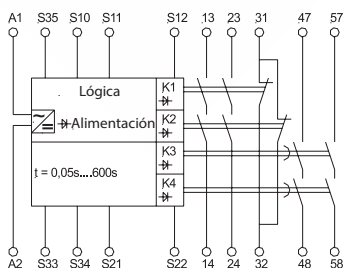 A1 S35 S10 S11 S12 13 23 31 47 57
Lógica
K1
Alimentación
K2
K3
t = 0,05s....600s
K4
A2 S33 S34 S21 S22 14 24 32 48 58